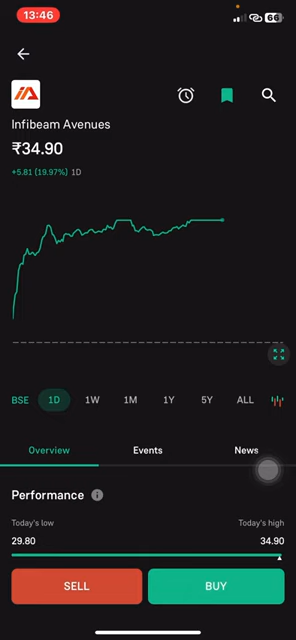 13:46
66
Infibeam Avenues
₹34.90
+5.81 (19.97%) 1D
BSE 1D 1W 1M 1Y 5Y ALL
Overview Events News
Performance
Today's low Today's high
29.80 34.90
SELL BUY